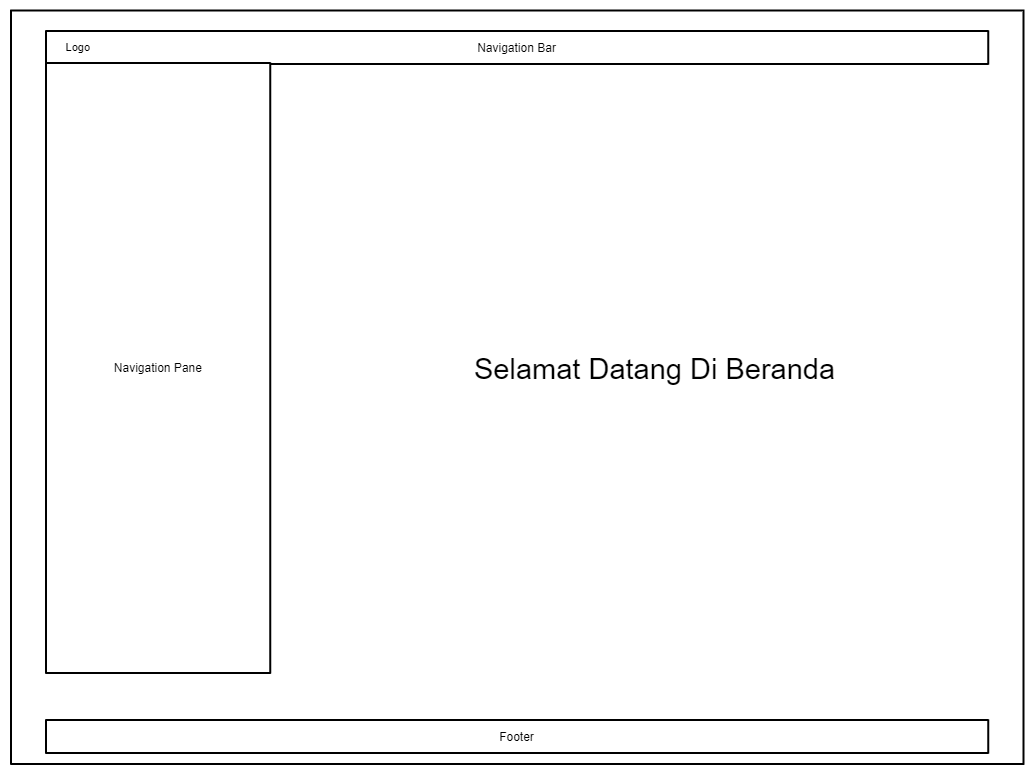 Logo
Navigation Bar
Navigation Pane
Selamat Datang Di Beranda
Footer